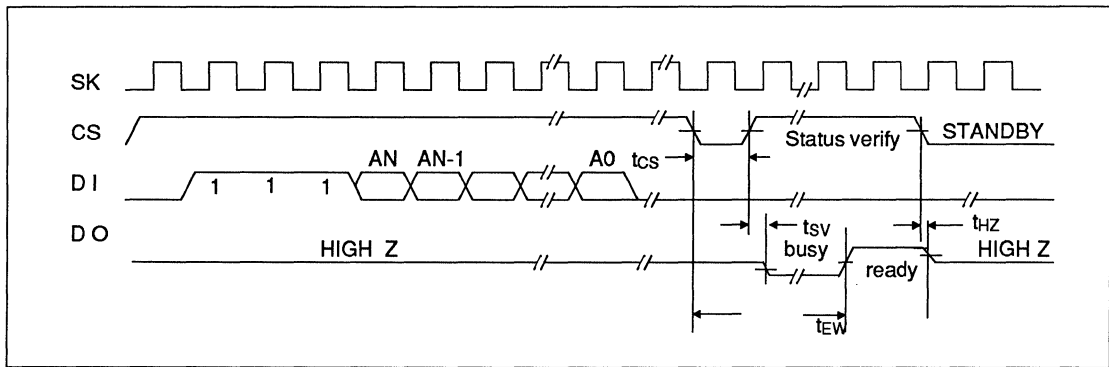 SK
CS
Status verify
STANDBY
tCS
AN
AN-1
A0
DI
1 1 1
DO
tSV
tHZ
HIGH Z
busy
ready
HIGH Z
tEW